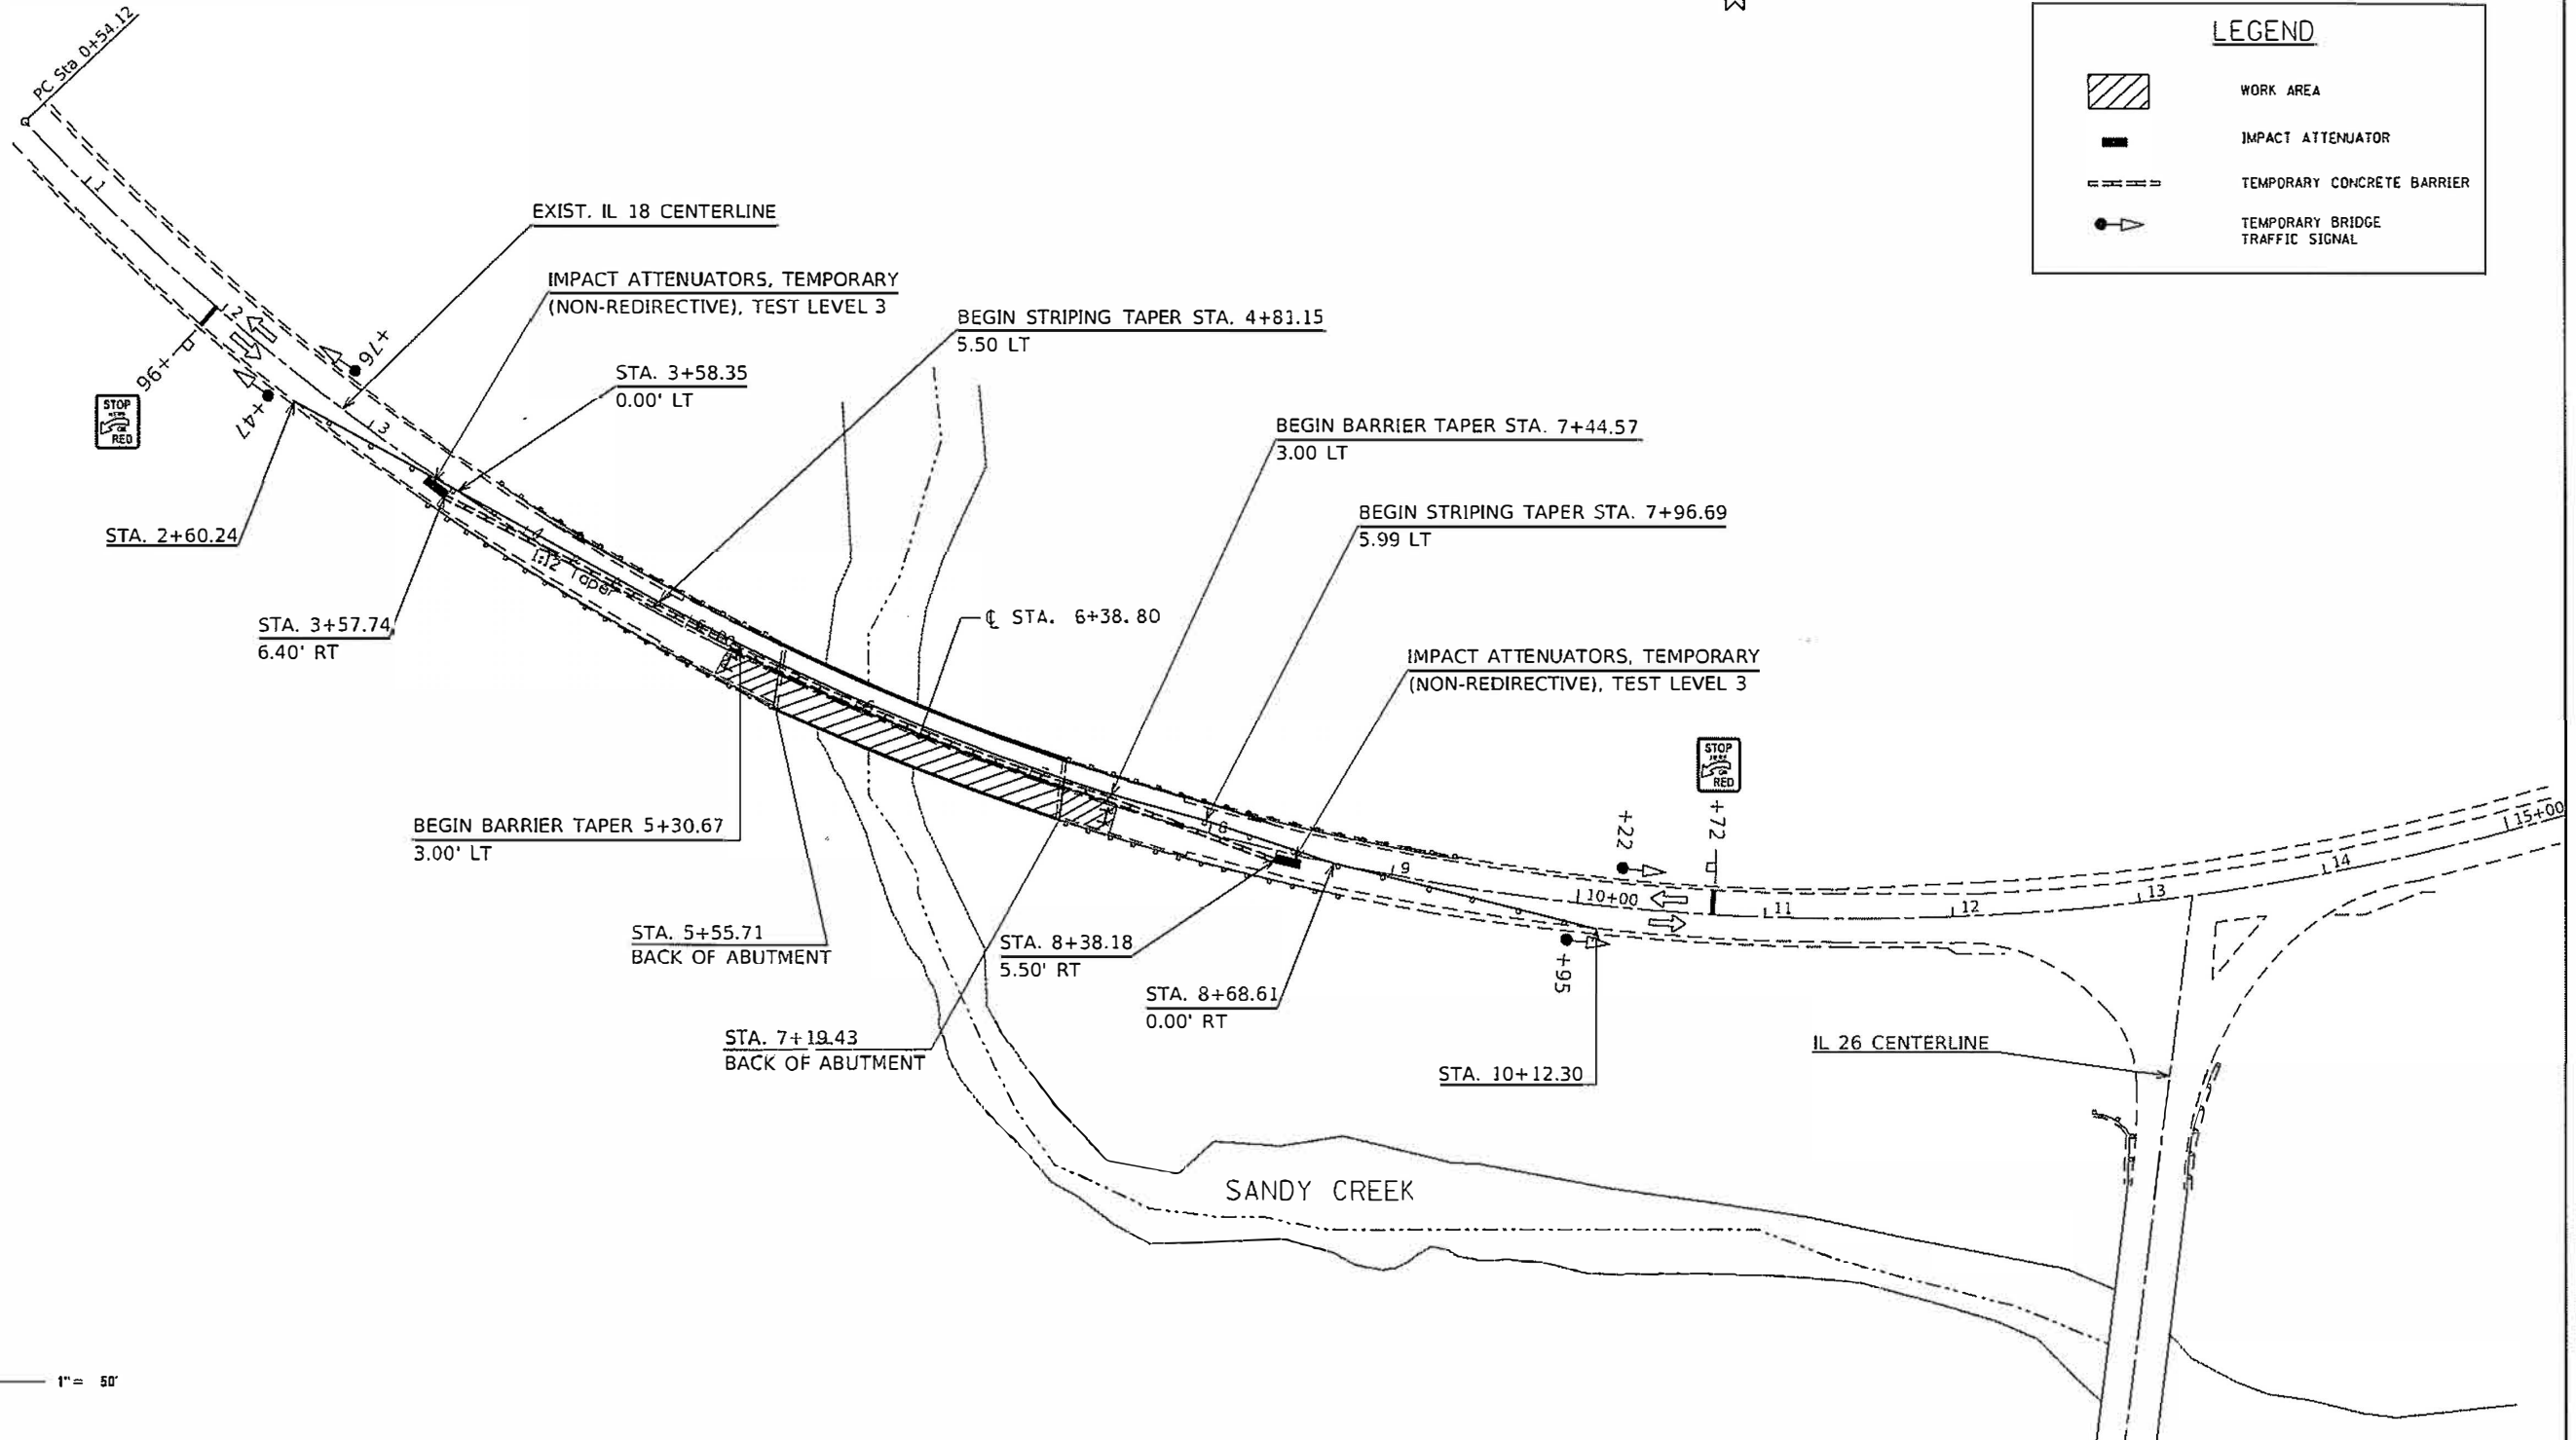 PC Sta 0+54.12
LEGEND
WORK AREA
IMPACT ATTENUATOR
TEMPORARY CONCRETE BARRIER
TEMPORARY BRIDGE
TRAFFIC SIGNAL
1
2
3
EXIST. IL 18 CENTERLINE
IMPACT ATTENUATORS, TEMPORARY
(NON-REDIRECTIVE), TEST LEVEL 3
STA. 3+58.35
0.00' LT
BEGIN STRIPING TAPER STA. 4+81.15
5.50 LT
+96
+76
+47
STOP
HERE
ON
RED
STA. 2+60.24
STA. 3+57.74
6.40' RT
4
1:12 Taper
BEGIN BARRIER TAPER STA. 7+44.57
3.00 LT
BEGIN STRIPING TAPER STA. 7+96.69
5.99 LT
℄ STA. 6+38.80
IMPACT ATTENUATORS, TEMPORARY
(NON-REDIRECTIVE), TEST LEVEL 3
BEGIN BARRIER TAPER 5+30.67
3.00' LT
STA. 5+55.71
BACK OF ABUTMENT
STA. 7+19.43
BACK OF ABUTMENT
STA. 8+38.18
5.50' RT
STA. 8+68.61
0.00' RT
STA. 10+12.30
STOP
HERE
ON
RED
+22
+72
+95
8
9
10+00
11
12
13
14
15+00
IL 26 CENTERLINE
SANDY CREEK
1"= 50'